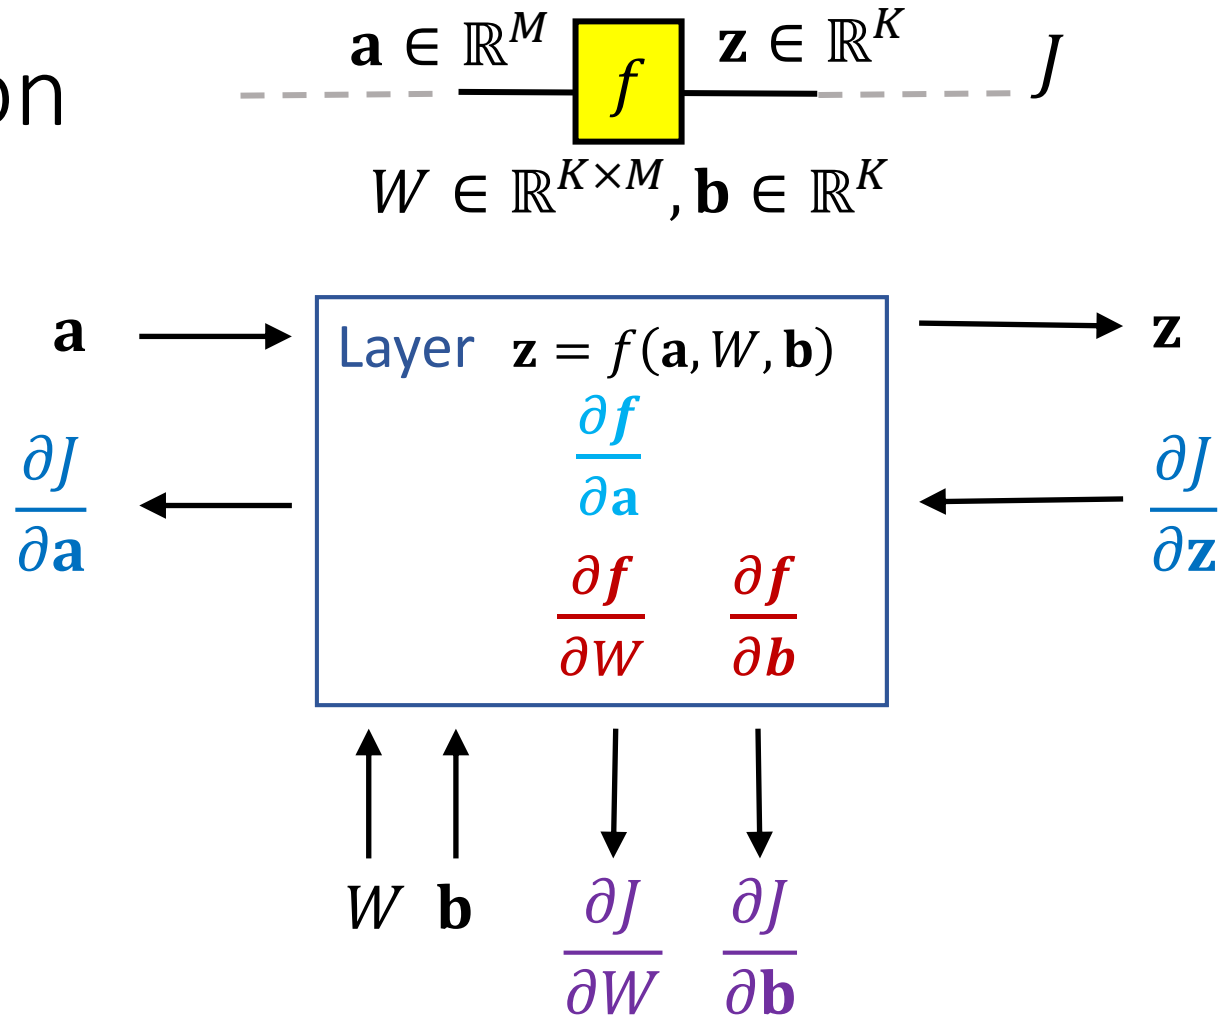 on
𝐚 ∈ ℝ^M f 𝐳 ∈ ℝ^K J
W ∈ ℝ^{K×M}, 𝐛 ∈ ℝ^K
𝐚 Layer 𝐳 = f(𝐚, W, 𝐛) 𝐳
∂𝒇/∂𝐚
∂J/∂𝐚 ∂J/∂𝐳
∂𝒇/∂W ∂𝒇/∂𝒃
W 𝐛 ∂J/∂W ∂J/∂𝐛